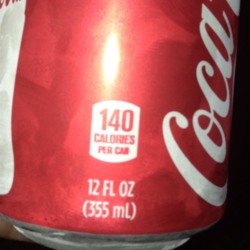 Coca
140
CALORIES
PER CAN
12 FL OZ
(355 mL)